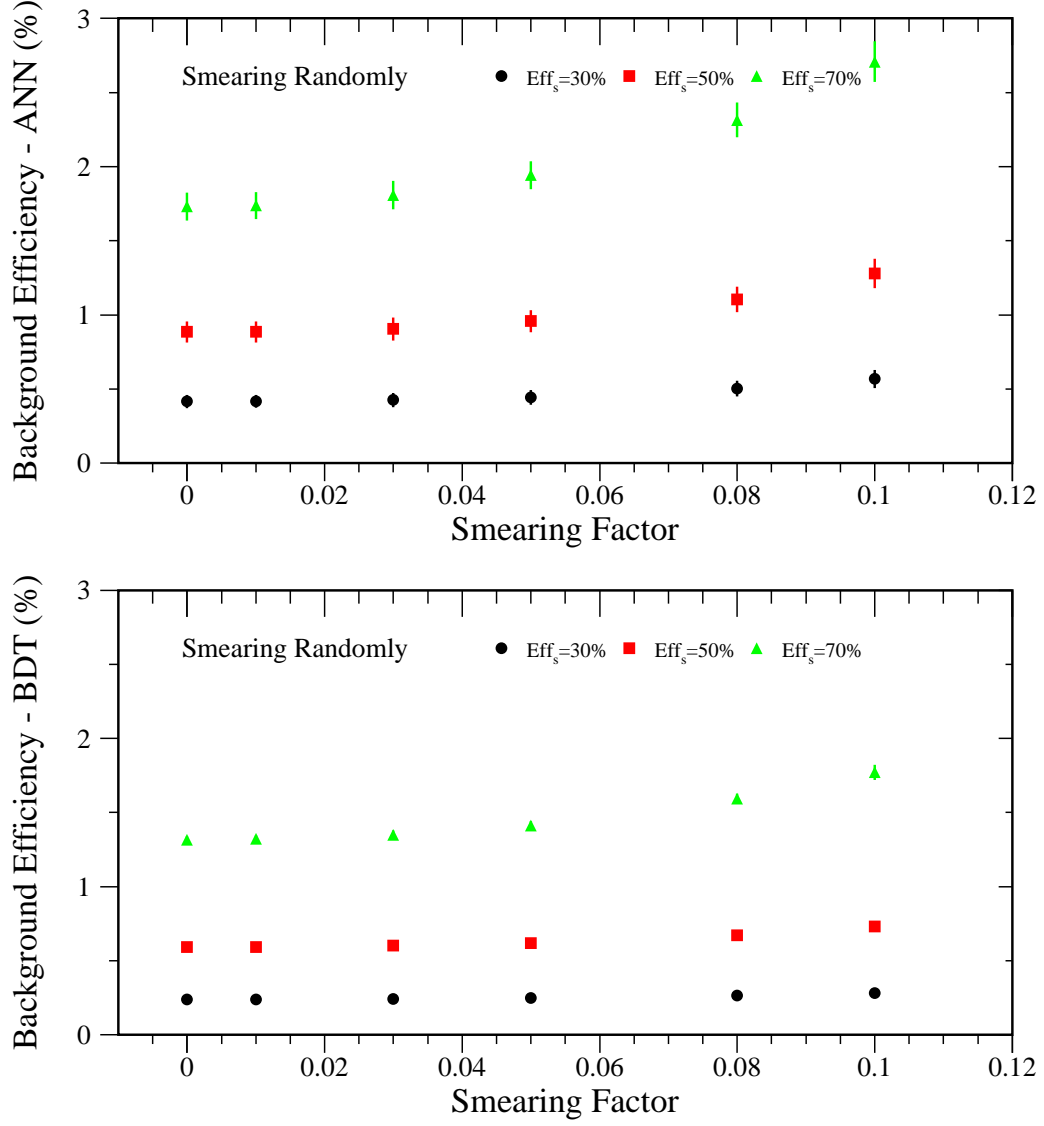 Background Efficiency - ANN (%)
3
2
1
0
Smearing Randomly
Eff_s=30%
Eff_s=50%
Eff_s=70%
0 0.02 0.04 0.06 0.08 0.1 0.12
Smearing Factor
Background Efficiency - BDT (%)
3
2
1
0
Smearing Randomly
Eff_s=30%
Eff_s=50%
Eff_s=70%
0 0.02 0.04 0.06 0.08 0.1 0.12
Smearing Factor